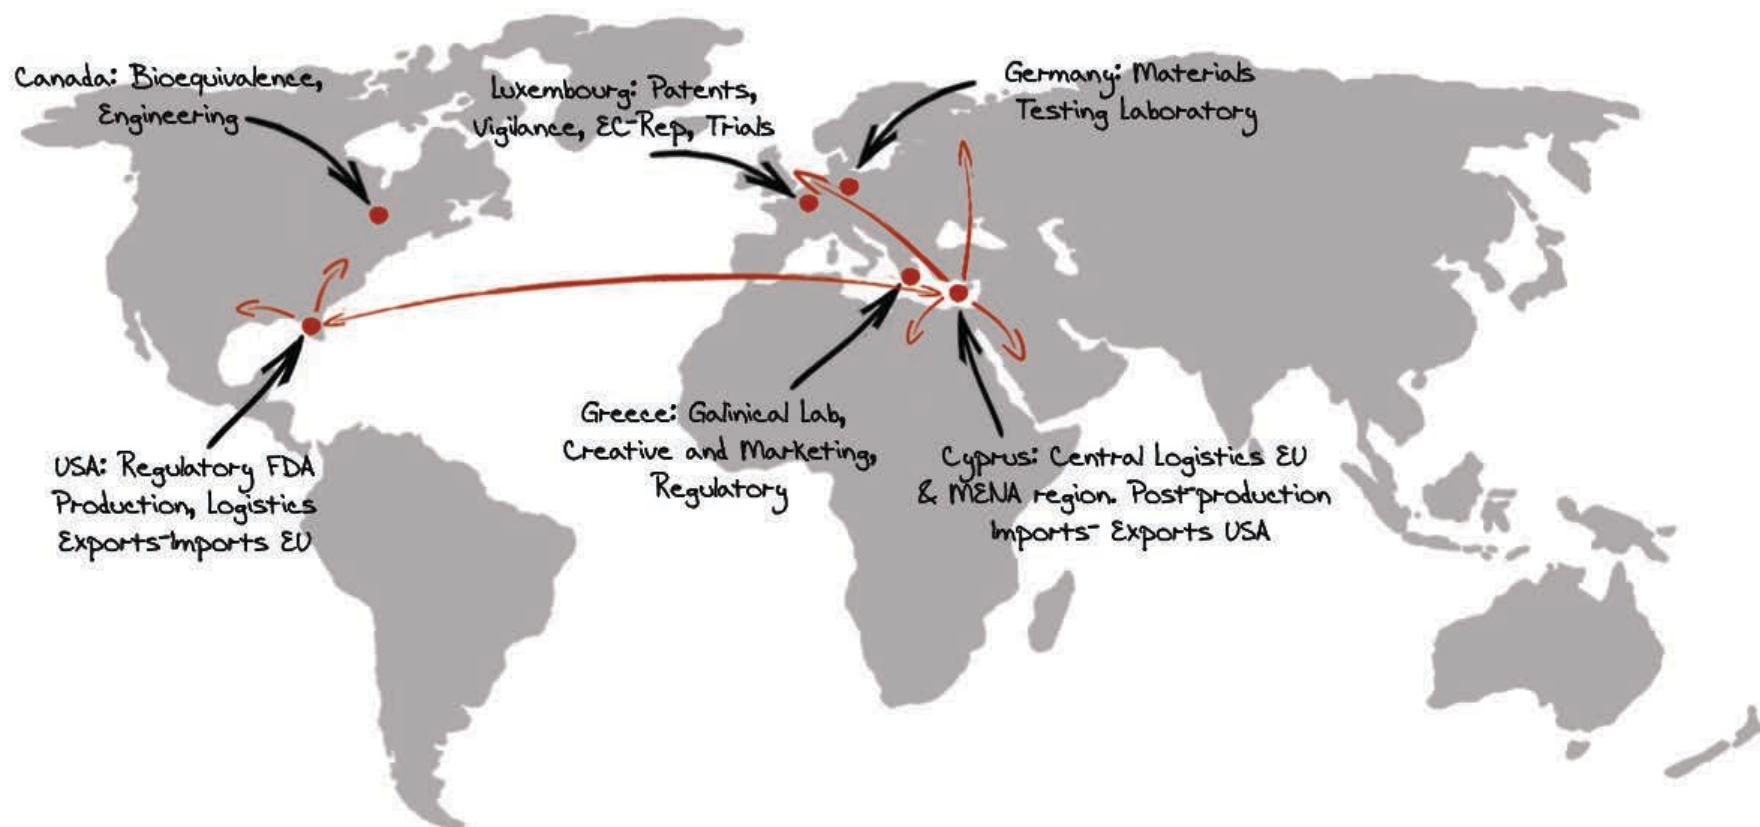 Canada: Bioequivalence,
Engineering
Luxembourg: Patents,
Vigilance, EC-Rep, Trials
Germany: Materials
Testing Laboratory
USA: Regulatory FDA
Production, Logistics
Exports-Imports EU
Greece: Galinical Lab,
Creative and Marketing,
Regulatory
Cyprus: Central Logistics EU
& MENA region. Post-production
Imports- Exports USA